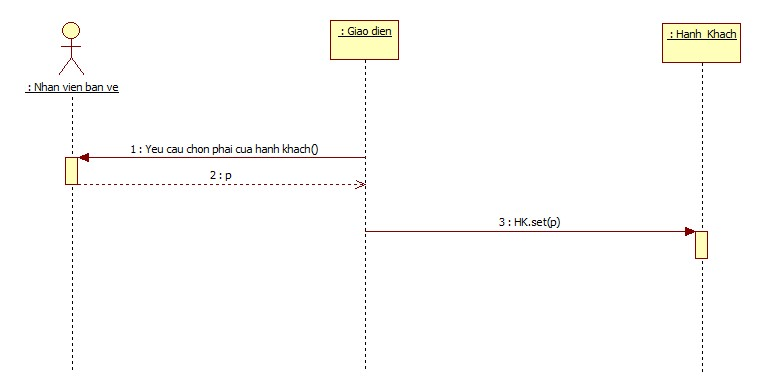 : Giao dien
: Hanh_Khach
: Nhan vien ban ve
1 : Yeu cau chon phai cua hanh khach()
2 : p
3 : HK.set(p)